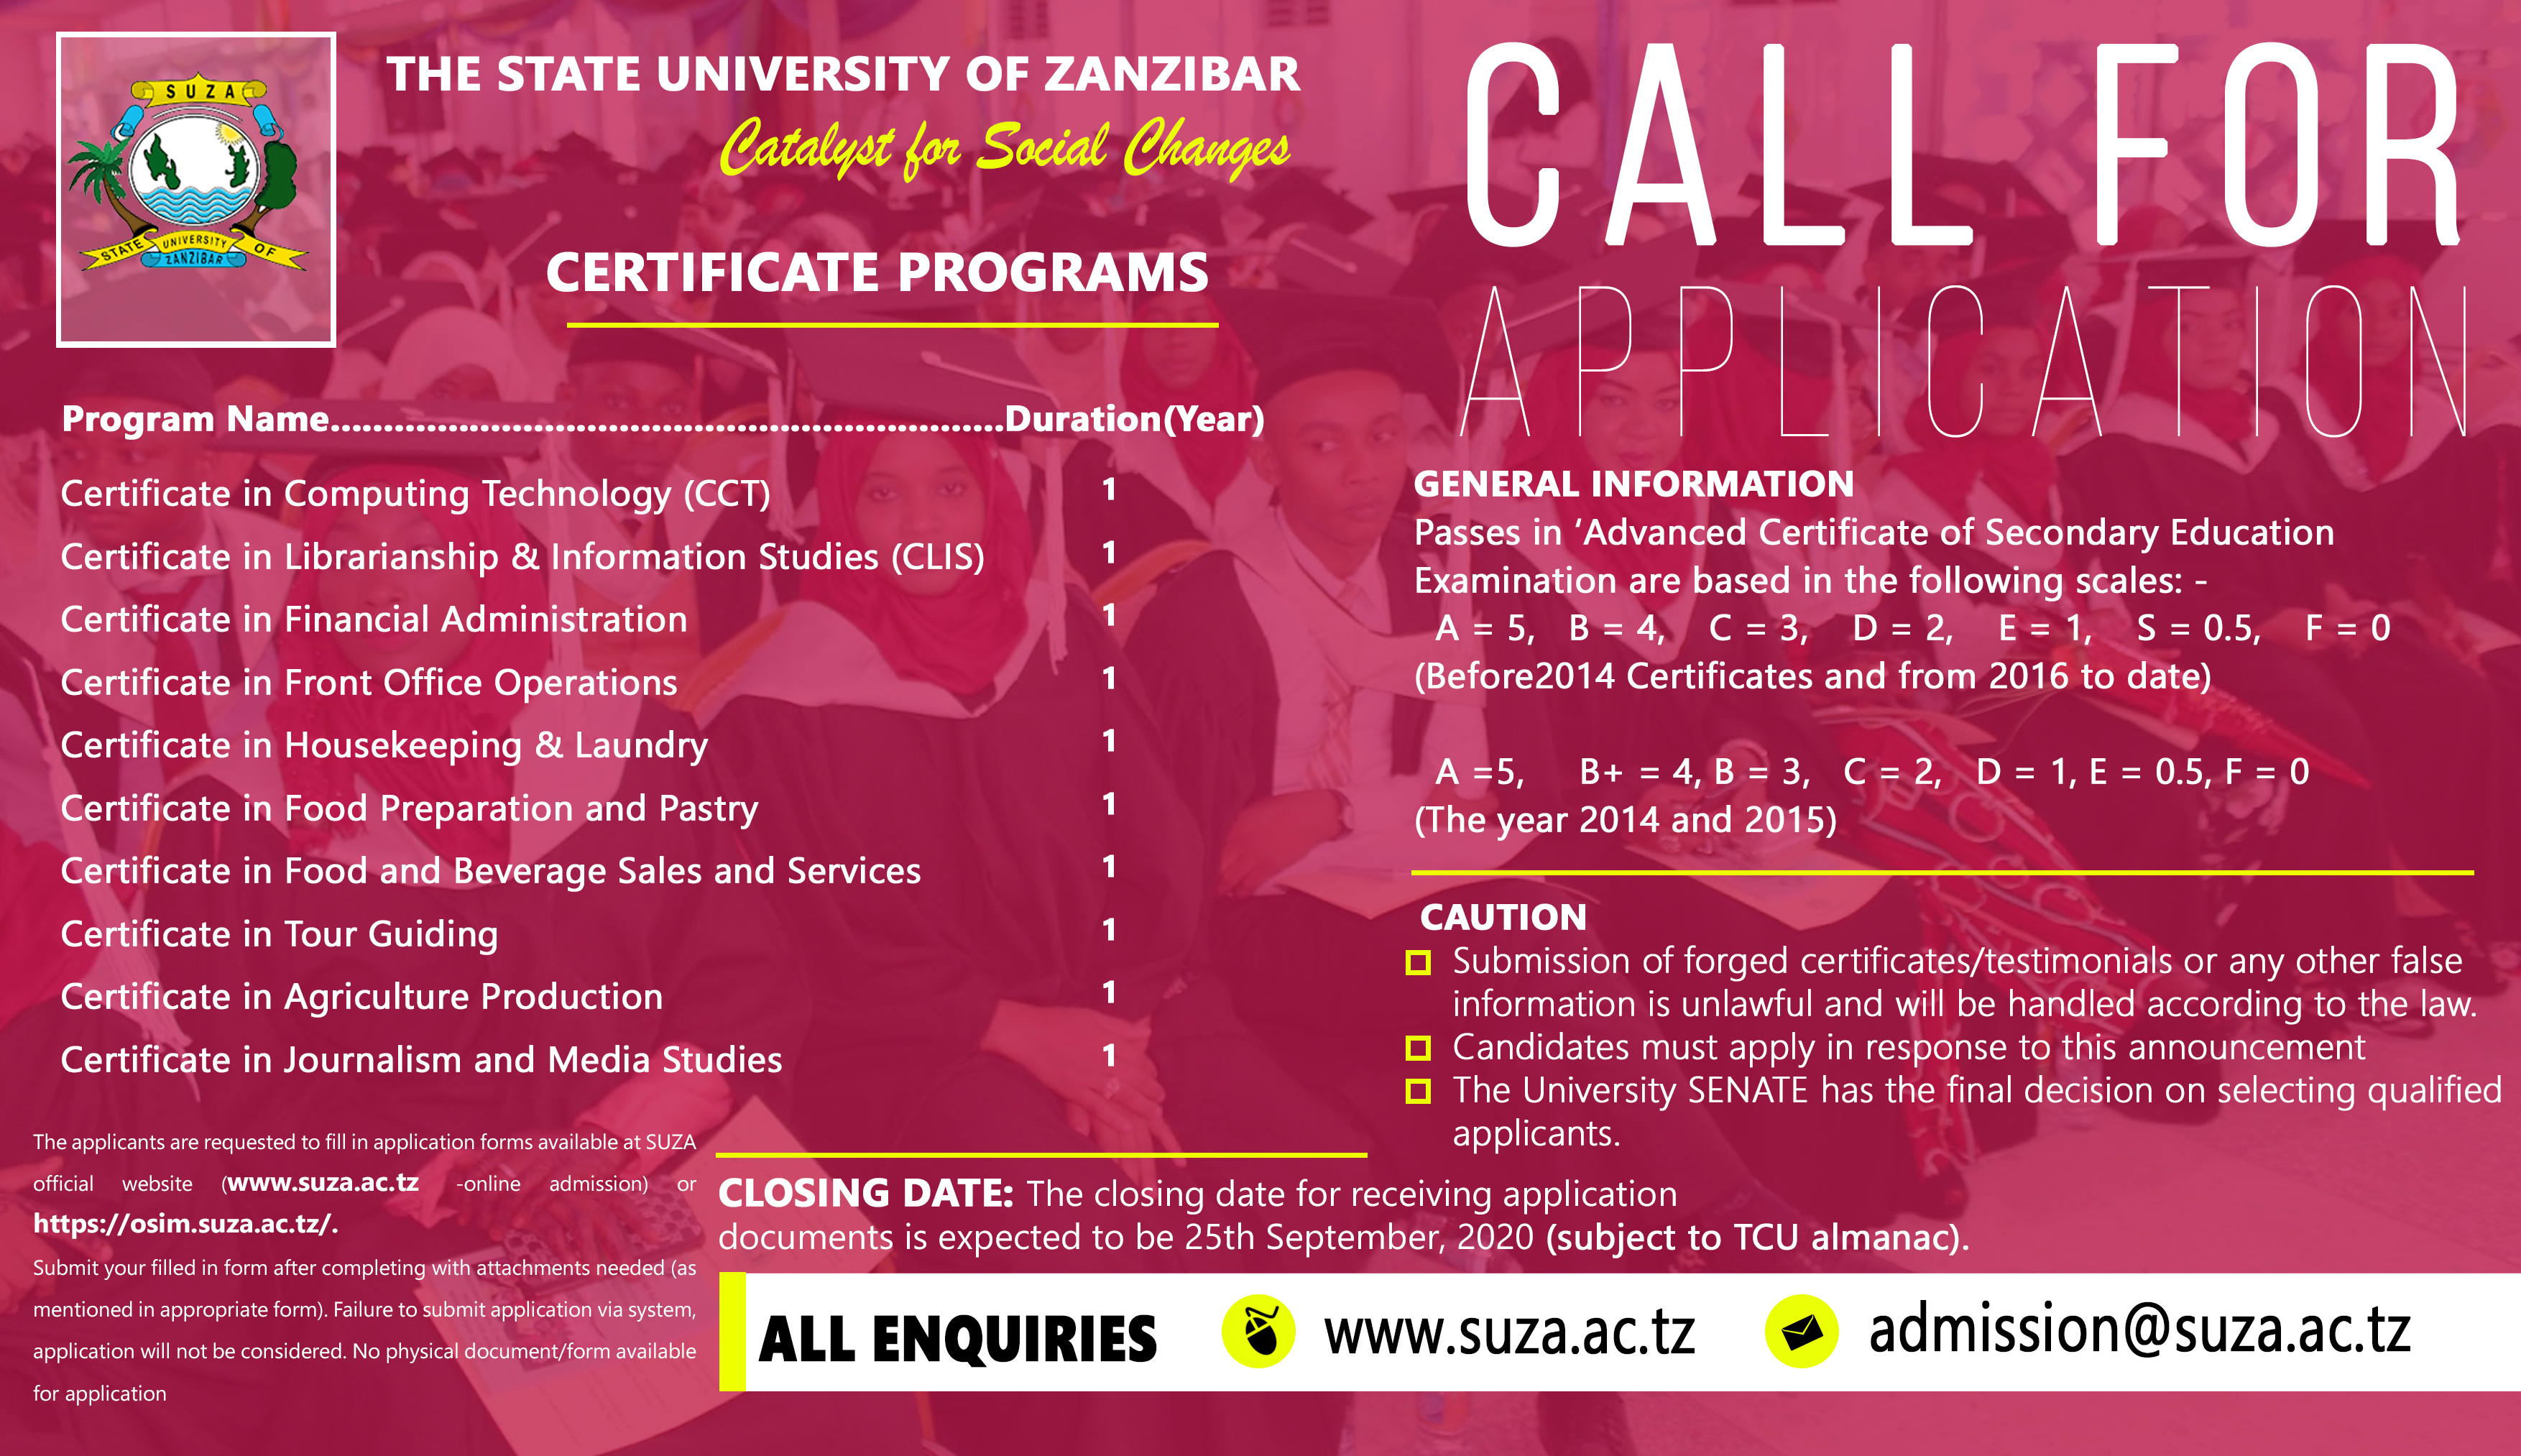 SUZA
STATE UNIVERSITY OF
ZANZIBAR
THE STATE UNIVERSITY OF ZANZIBAR
Catalyst for Social Changes
CERTIFICATE PROGRAMS
Program Name................................................................Duration(Year)
Certificate in Computing Technology (CCT) 1
Certificate in Librarianship & Information Studies (CLIS) 1
Certificate in Financial Administration 1
Certificate in Front Office Operations 1
Certificate in Housekeeping & Laundry 1
Certificate in Food Preparation and Pastry 1
Certificate in Food and Beverage Sales and Services 1
Certificate in Tour Guiding 1
Certificate in Agriculture Production 1
Certificate in Journalism and Media Studies 1
The applicants are requested to fill in application forms available at SUZA
official website (www.suza.ac.tz -online admission) or
https://osim.suza.ac.tz/.
Submit your filled in form after completing with attachments needed (as
mentioned in appropriate form). Failure to submit application via system,
application will not be considered. No physical document/form available
for application
CALL FOR
APPLICATION
GENERAL INFORMATION
Passes in ‘Advanced Certificate of Secondary Education
Examination are based in the following scales: -
A = 5, B = 4, C = 3, D = 2, E = 1, S = 0.5, F = 0
(Before2014 Certificates and from 2016 to date)
A =5, B+ = 4, B = 3, C = 2, D = 1, E = 0.5, F = 0
(The year 2014 and 2015)
CAUTION
Submission of forged certificates/testimonials or any other false
information is unlawful and will be handled according to the law.
Candidates must apply in response to this announcement
The University SENATE has the final decision on selecting qualified
applicants.
CLOSING DATE: The closing date for receiving application
documents is expected to be 25th September, 2020 (subject to TCU almanac).
ALL ENQUIRIES www.suza.ac.tz admission@suza.ac.tz